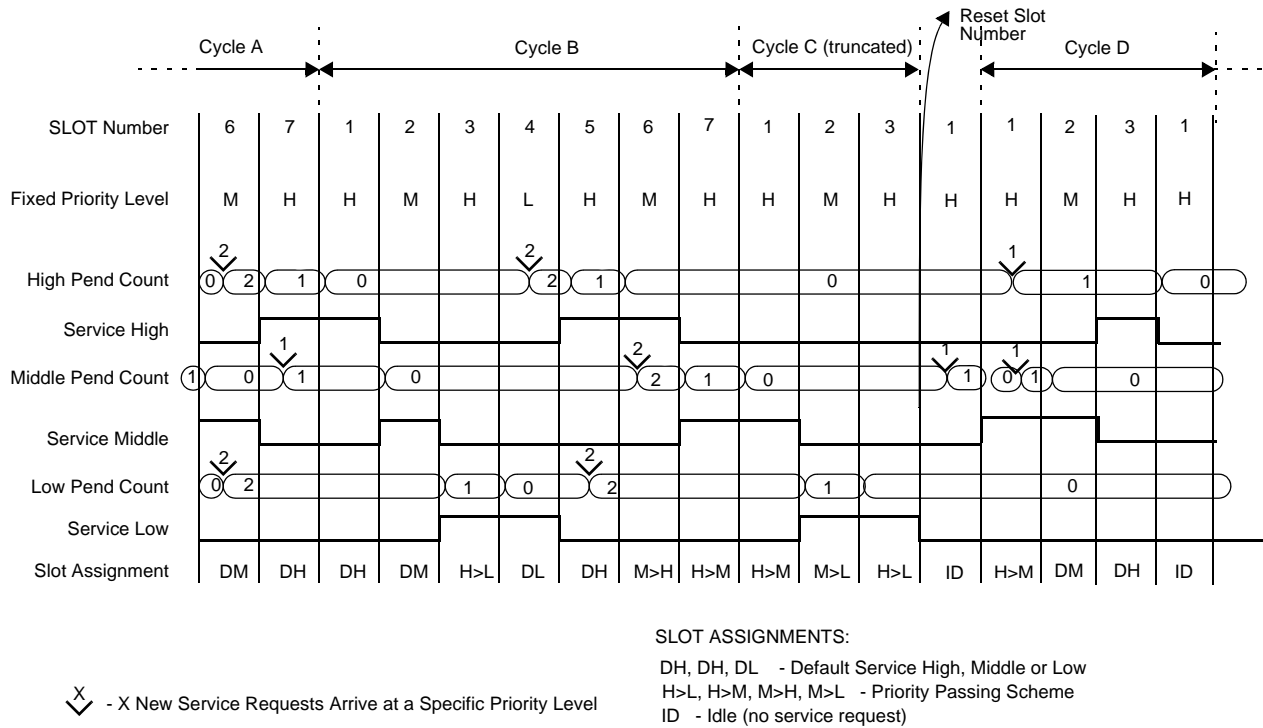 Reset Slot
Number
Cycle A Cycle B Cycle C (truncated) Cycle D
SLOT Number 6 7 1 2 3 4 5 6 7 1 2 3 1 1 2 3 1
Fixed Priority Level M H H M H L H M H H M H H H M H H
2 2 1
High Pend Count 0 2 1 0 2 1 0 1 0
Service High
1 2 1 1
Middle Pend Count 1 0 1 0 2 1 0 1 0 1 0
Service Middle
2 2
Low Pend Count 0 2 1 0 2 1 0
Service Low
Slot Assignment DM DH DH DM H>L DL DH M>H H>M H>M M>L H>L ID H>M DM DH ID
SLOT ASSIGNMENTS:
DH, DH, DL - Default Service High, Middle or Low
H>L, H>M, M>H, M>L - Priority Passing Scheme
ID - Idle (no service request)
X
- X New Service Requests Arrive at a Specific Priority Level